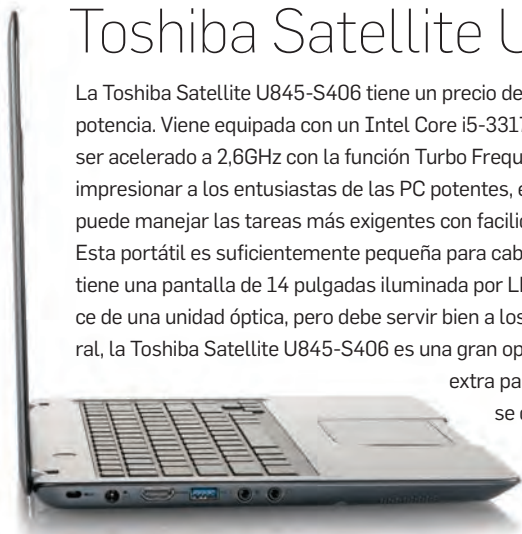 Toshiba Satellite U
La Toshiba Satellite U845-S406 tiene un precio de
potencia. Viene equipada con un Intel Core i5-331
ser acelerado a 2,6GHz con la función Turbo Frequ
impresionar a los entusiastas de las PC potentes, e
puede manejar las tareas más exigentes con facilid
Esta portátil es suficientemente pequeña para cab
tiene una pantalla de 14 pulgadas iluminada por LE
ce de una unidad óptica, pero debe servir bien a los
ral, la Toshiba Satellite U845-S406 es una gran op
extra pa
se